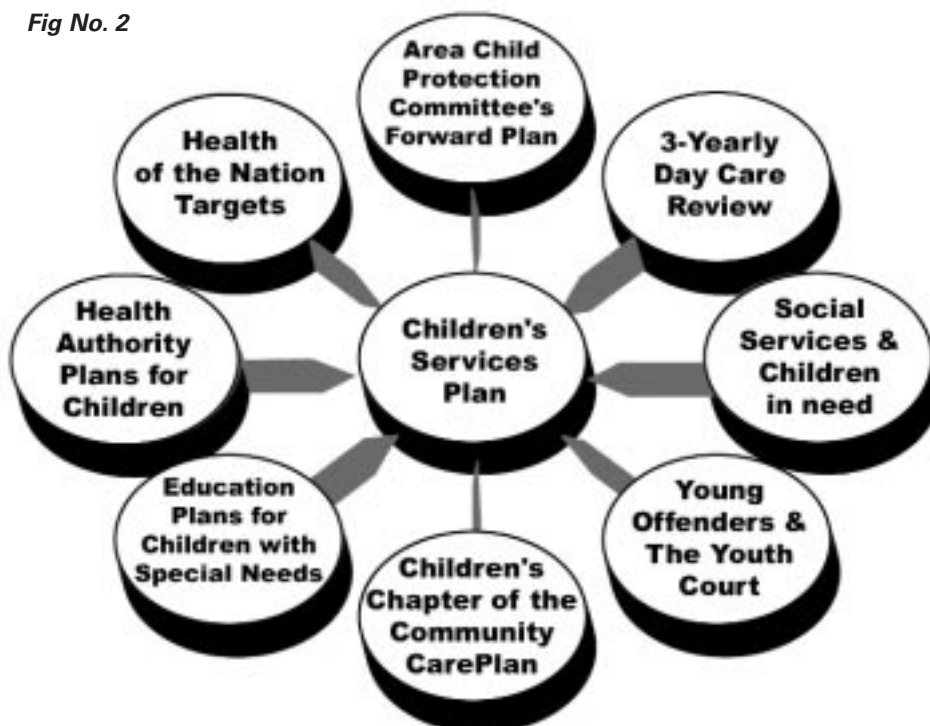 Fig No. 2
Area Child
Protection
Committee's
Forward Plan
Health
of the Nation
Targets
3-Yearly
Day Care
Review
Health
Authority
Plans for
Children
Children's
Services
Plan
Social
Services &
Children
in need
Education
Plans for
Children with
Special Needs
Young
Offenders &
The Youth
Court
Children's
Chapter of the
Community
CarePlan